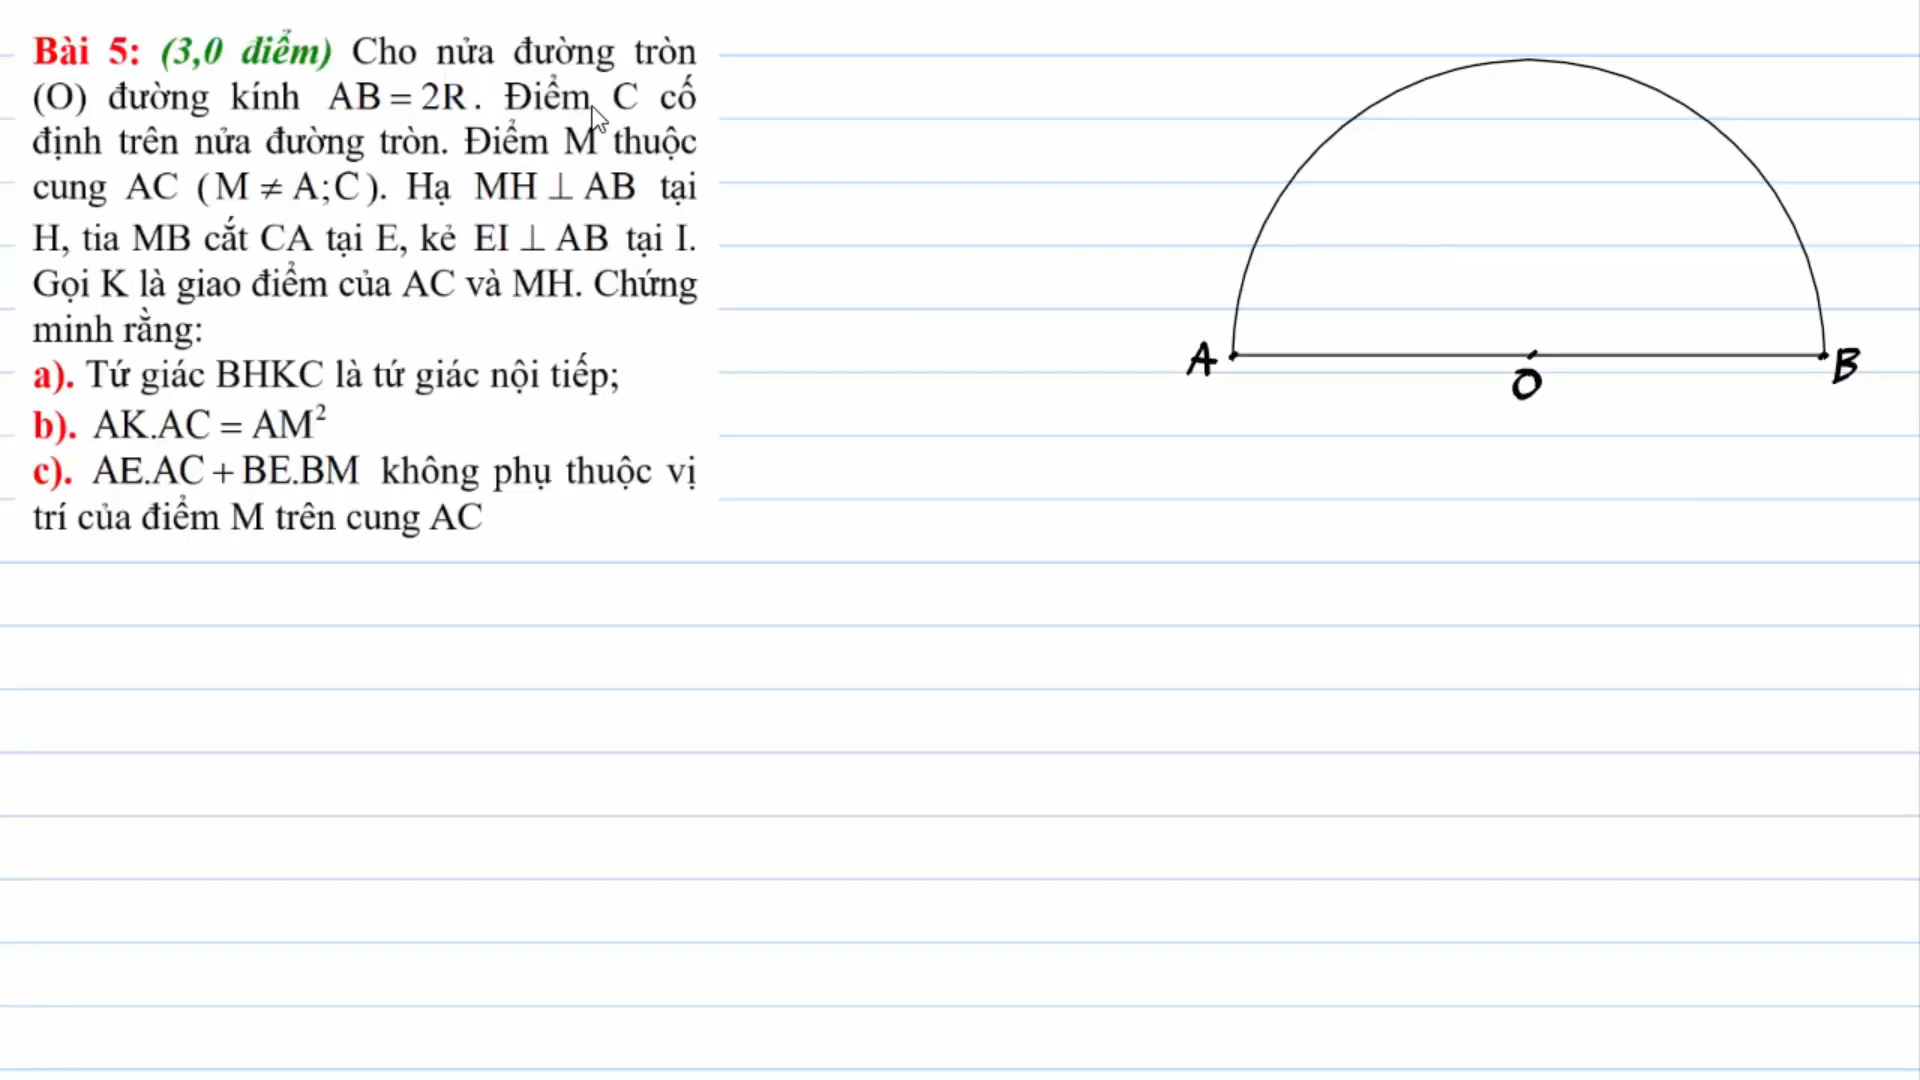 Bài 5: (3,0 điểm) Cho nửa đường tròn
(O) đường kính AB = 2R. Điểm C cố
định trên nửa đường tròn. Điểm M thuộc
cung AC (M ≠ A;C). Hạ MH ⊥ AB tại
H, tia MB cắt CA tại E, kẻ EI ⊥ AB tại I.
Gọi K là giao điểm của AC và MH. Chứng
minh rằng:
a). Tứ giác BHKC là tứ giác nội tiếp;
b). AK.AC = AM²
c). AE.AC + BE.BM không phụ thuộc vị
trí của điểm M trên cung AC
A
O
B